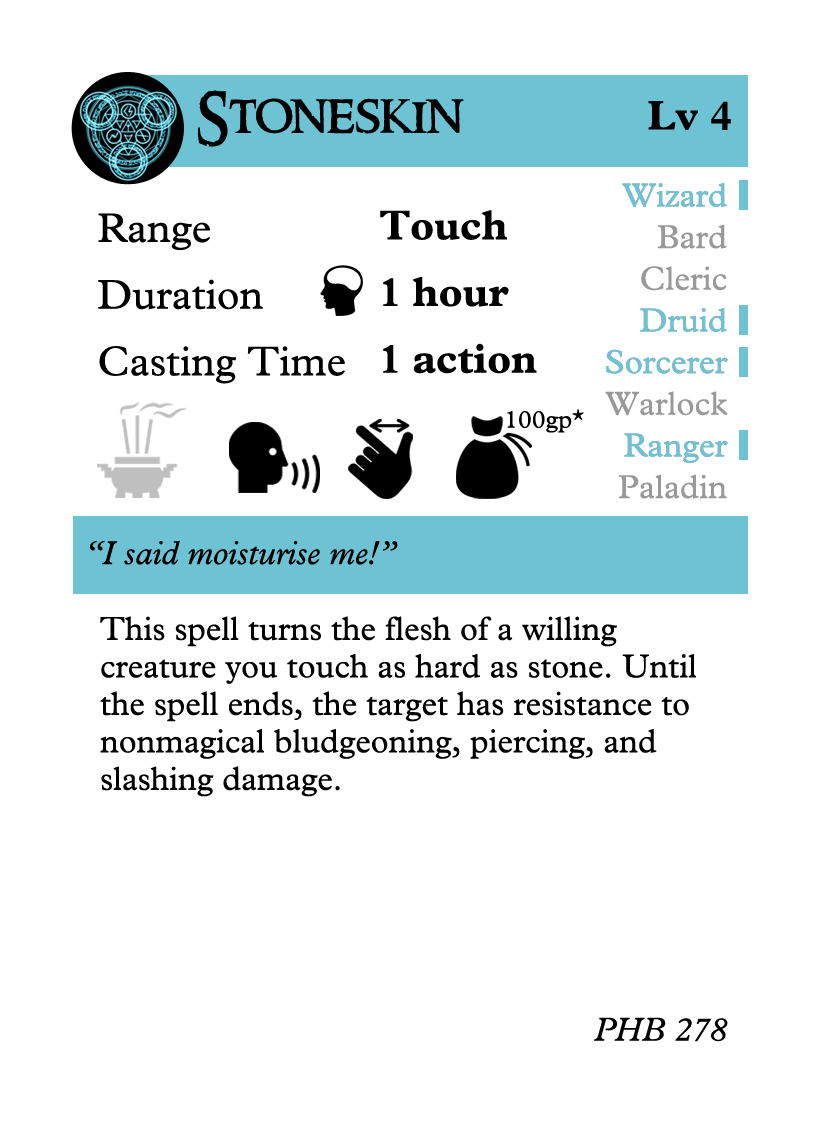 STONESKIN
Lv 4
Range
Touch
Duration
1 hour
Casting Time
1 action
100gp★
Wizard
Bard
Cleric
Druid
Sorcerer
Warlock
Ranger
Paladin
“I said moisturise me!”
This spell turns the flesh of a willing
creature you touch as hard as stone. Until
the spell ends, the target has resistance to
nonmagical bludgeoning, piercing, and
slashing damage.
PHB 278